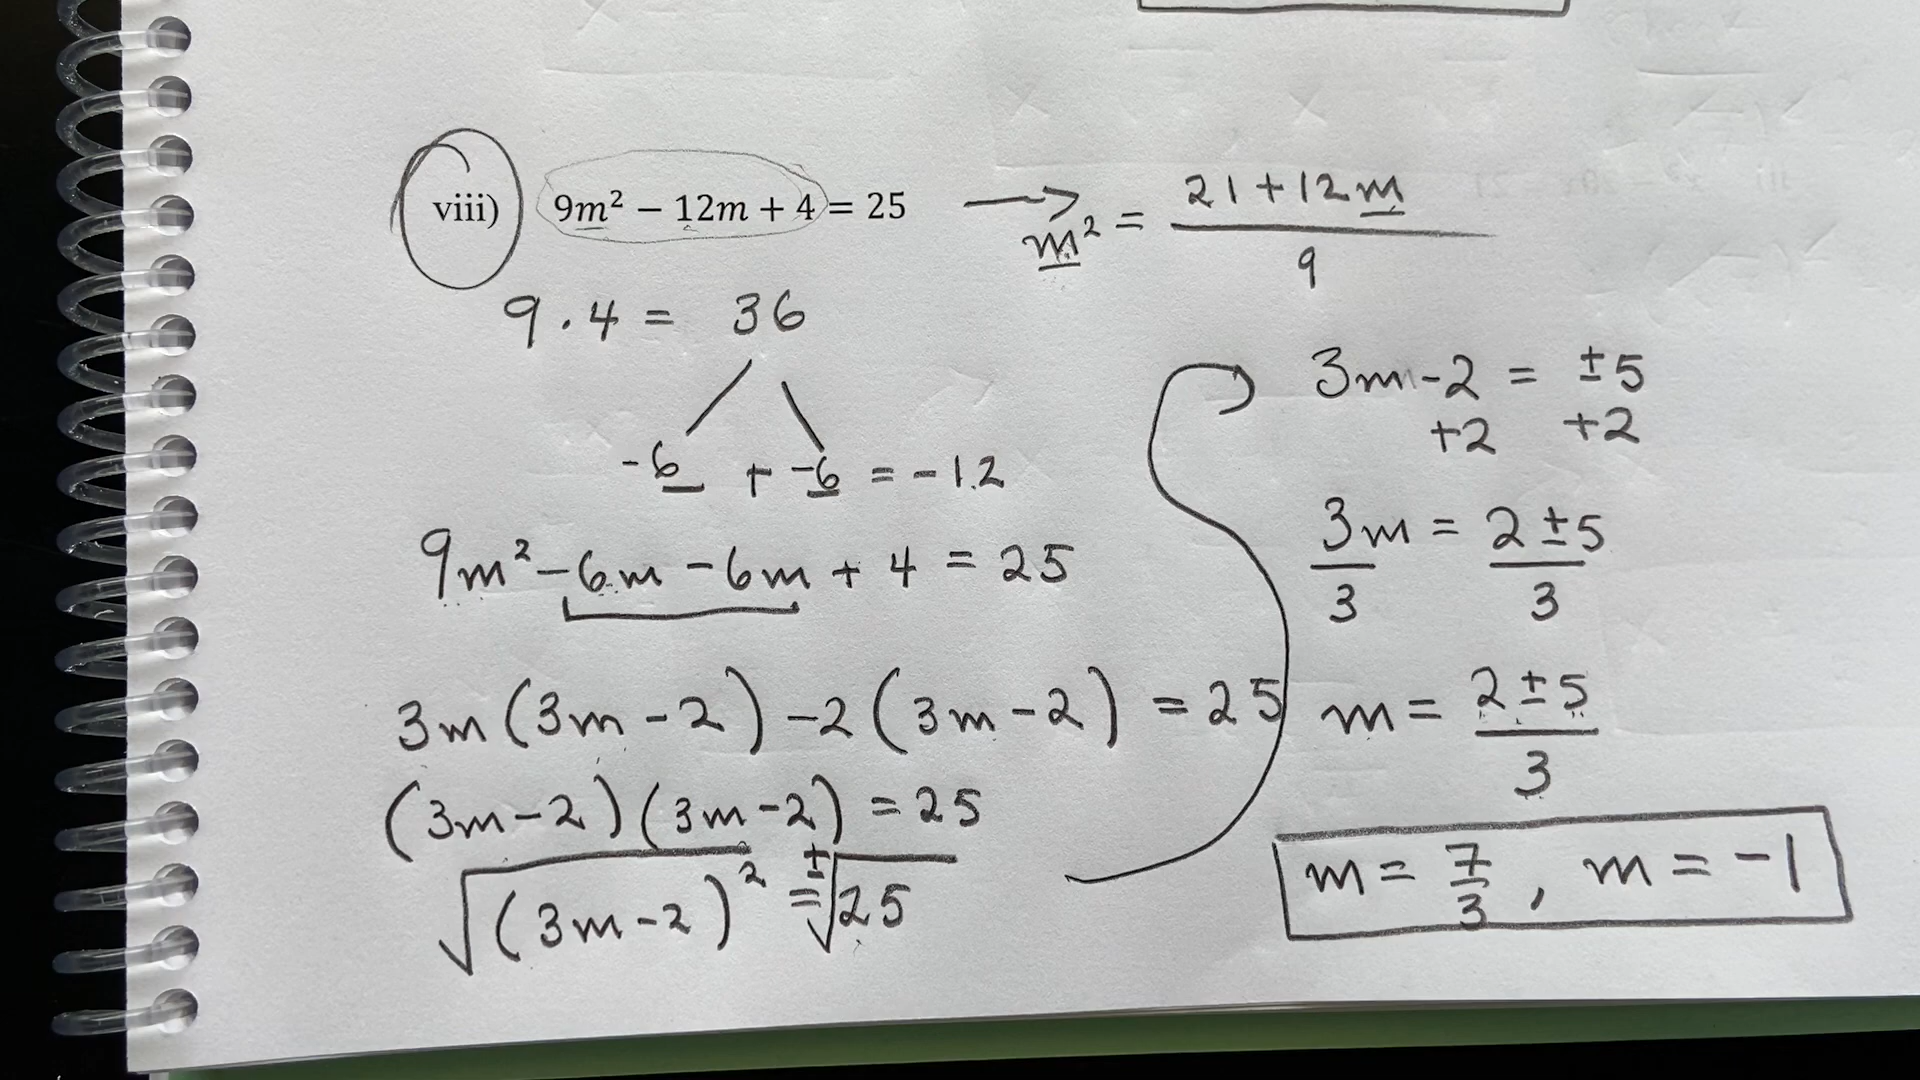 viii) 9m² − 12m + 4 = 25 → m² = (21 + 12m)/9
9 · 4 = 36
-6 + -6 = -12
9m² - 6m - 6m + 4 = 25
3m(3m - 2) - 2(3m - 2) = 25
(3m - 2)(3m - 2) = 25
√(3m - 2)² = ±√25
3m - 2 = ±5
+2 +2
3m/3 = (2 ± 5)/3
m = (2 ± 5)/3
m = 7/3 , m = -1